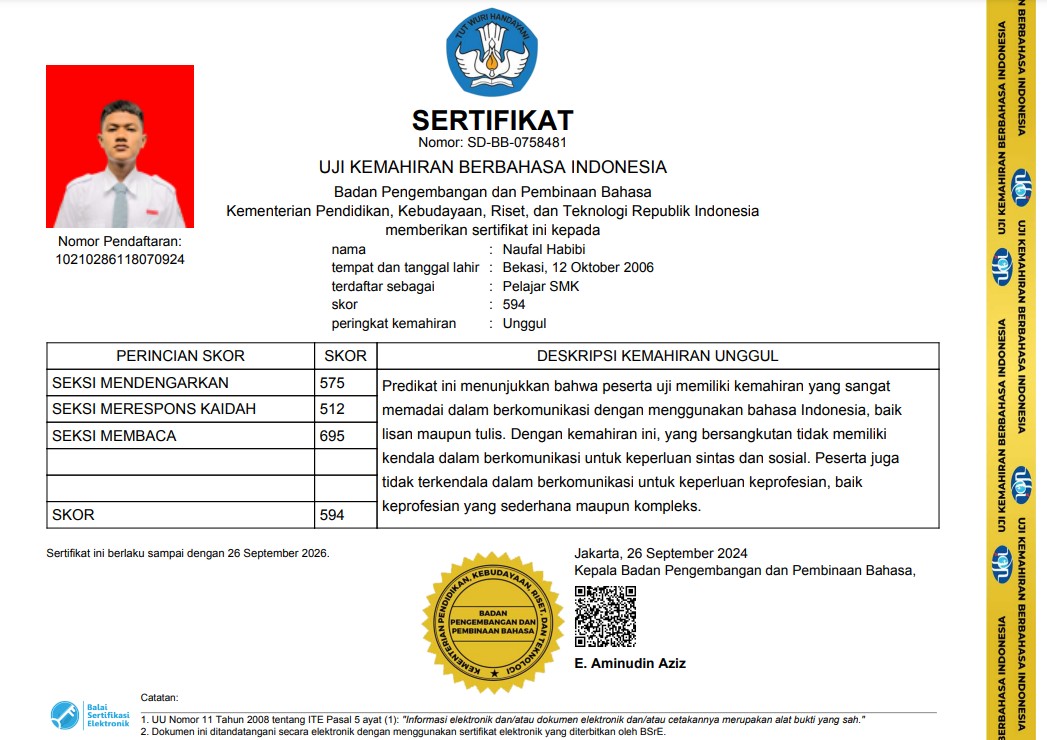 TUT WURI HANDAYANI
SERTIFIKAT
Nomor: SD-BB-0758481
UJI KEMAHIRAN BERBAHASA INDONESIA
Badan Pengembangan dan Pembinaan Bahasa
Kementerian Pendidikan, Kebudayaan, Riset, dan Teknologi Republik Indonesia
memberikan sertifikat ini kepada
Nomor Pendaftaran:
10210286118070924
nama : Naufal Habibi
tempat dan tanggal lahir : Bekasi, 12 Oktober 2006
terdaftar sebagai : Pelajar SMK
skor : 594
peringkat kemahiran : Unggul
PERINCIAN SKOR SKOR DESKRIPSI KEMAHIRAN UNGGUL
SEKSI MENDENGARKAN 575
SEKSI MERESPONS KAIDAH 512
SEKSI MEMBACA 695
SKOR 594
Predikat ini menunjukkan bahwa peserta uji memiliki kemahiran yang sangat
memadai dalam berkomunikasi dengan menggunakan bahasa Indonesia, baik
lisan maupun tulis. Dengan kemahiran ini, yang bersangkutan tidak memiliki
kendala dalam berkomunikasi untuk keperluan sintas dan sosial. Peserta juga
tidak terkendala dalam berkomunikasi untuk keperluan keprofesian, baik
keprofesian yang sederhana maupun kompleks.
Sertifikat ini berlaku sampai dengan 26 September 2026.
Jakarta, 26 September 2024
Kepala Badan Pengembangan dan Pembinaan Bahasa,
E. Aminudin Aziz
KEMENTERIAN PENDIDIKAN, KEBUDAYAAN, RISET, DAN TEKNOLOGI
BADAN
PENGEMBANGAN DAN
PEMBINAAN BAHASA
Balai
Sertifikasi
Elektronik
Catatan:
1. UU Nomor 11 Tahun 2008 tentang ITE Pasal 5 ayat (1): "Informasi elektronik dan/atau dokumen elektronik dan/atau cetakannya merupakan alat bukti yang sah."
2. Dokumen ini ditandatangani secara elektronik dengan menggunakan sertifikat elektronik yang diterbitkan oleh BSrE.
UJI KEMAHIRAN BERBAHASA INDONESIA
UJI KEMAHIRAN BERBAHASA INDONESIA
BERBAHASA INDONESIA
N BERBAHASA INDONESIA
UJI KEMAHIRAN BERBAHASA INDONESIA
UJI KEMAHIRAN BERBAHASA INDONESIA